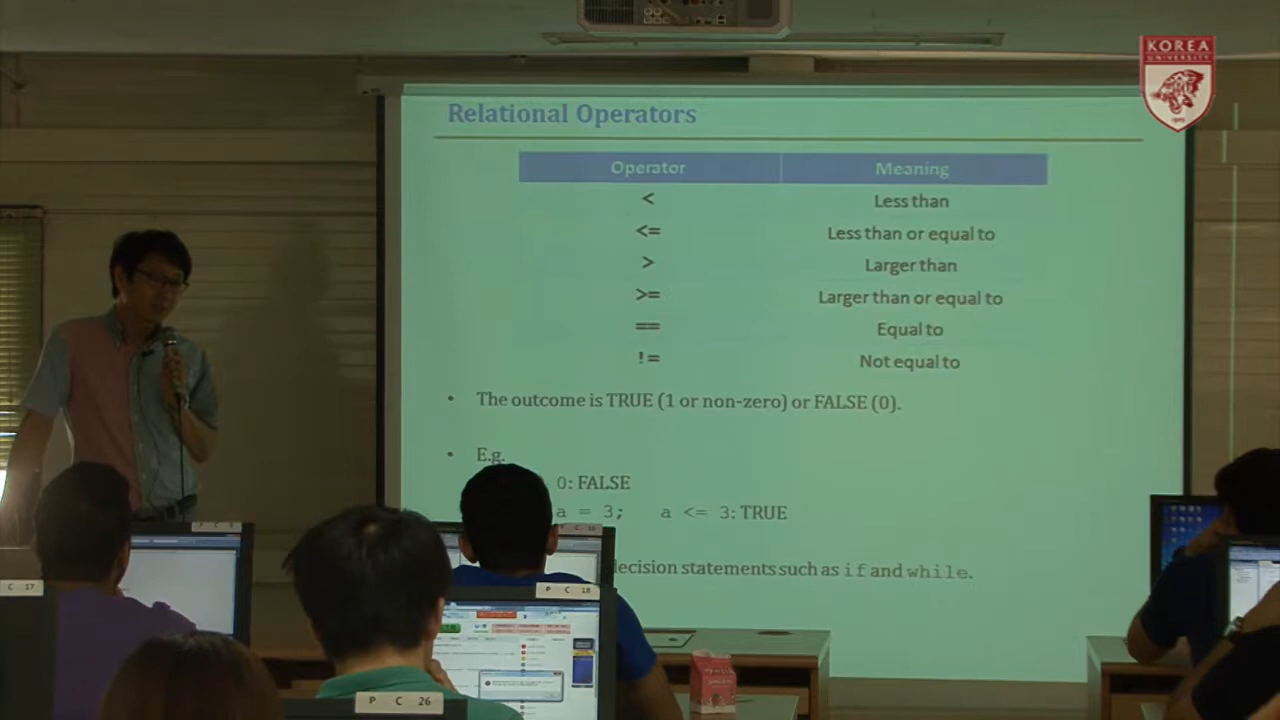 KOREA
UNIVERSITY
1905
Relational Operators
Operator Meaning
< Less than
<= Less than or equal to
> Larger than
>= Larger than or equal to
== Equal to
!= Not equal to
• The outcome is TRUE (1 or non-zero) or FALSE (0).
• E.g.
0: FALSE
a = 3; a <= 3: TRUE
decision statements such as if and while.
C 17
P C 18
P C 26